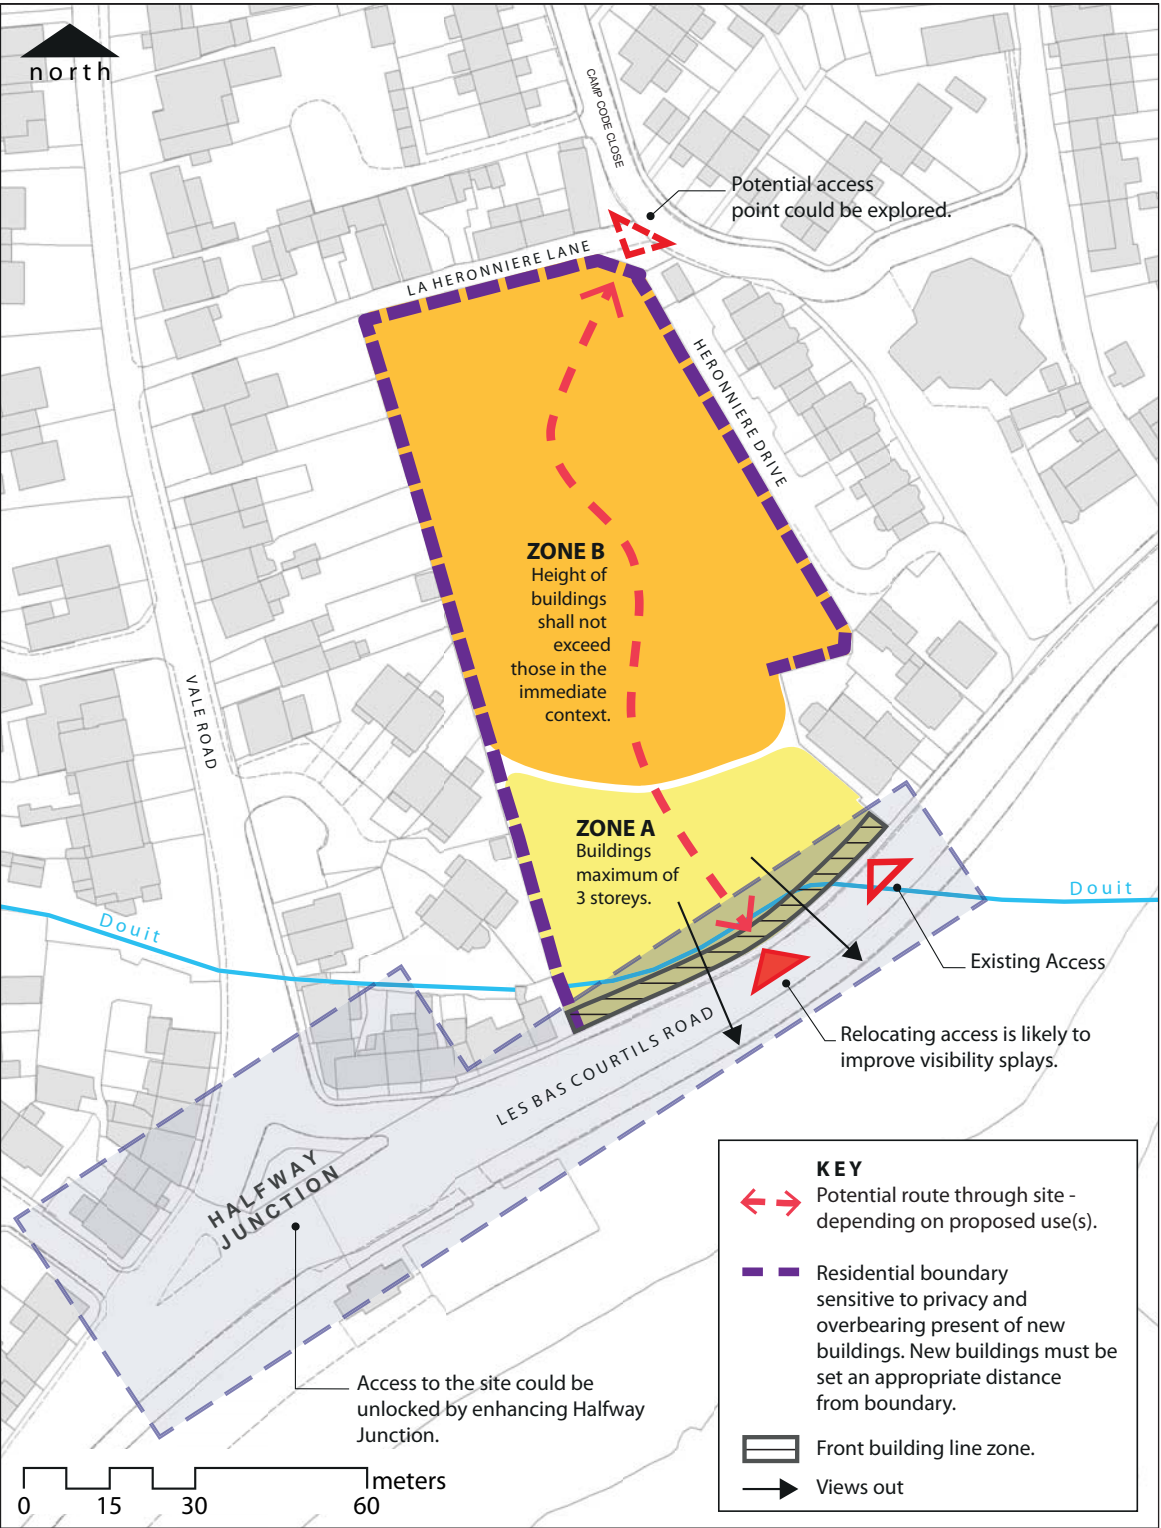 north
CAMP CODE CLOSE
Potential access
point could be explored.
LA HERONNIERE LANE
HERONNIERE DRIVE
ZONE B
Height of
buildings
shall not
exceed
those in the
immediate
context.
VALE ROAD
ZONE A
Buildings
maximum of
3 storeys.
Douit
Douit
Existing Access
Relocating access is likely to
improve visibility splays.
LES BAS COURTILS ROAD
HALFWAY
JUNCTION
Access to the site could be
unlocked by enhancing Halfway
Junction.
KEY
Potential route through site -
depending on proposed use(s).
Residential boundary
sensitive to privacy and
overbearing present of new
buildings. New buildings must be
set an appropriate distance
from boundary.
Front building line zone.
Views out
meters
0 15 30 60